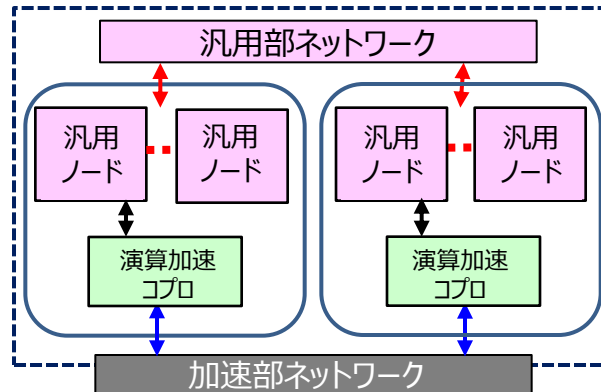 汎用部ネットワーク
汎用
ノード
汎用
ノード
汎用
ノード
汎用
ノード
演算加速
コプロ
演算加速
コプロ
加速部ネットワーク